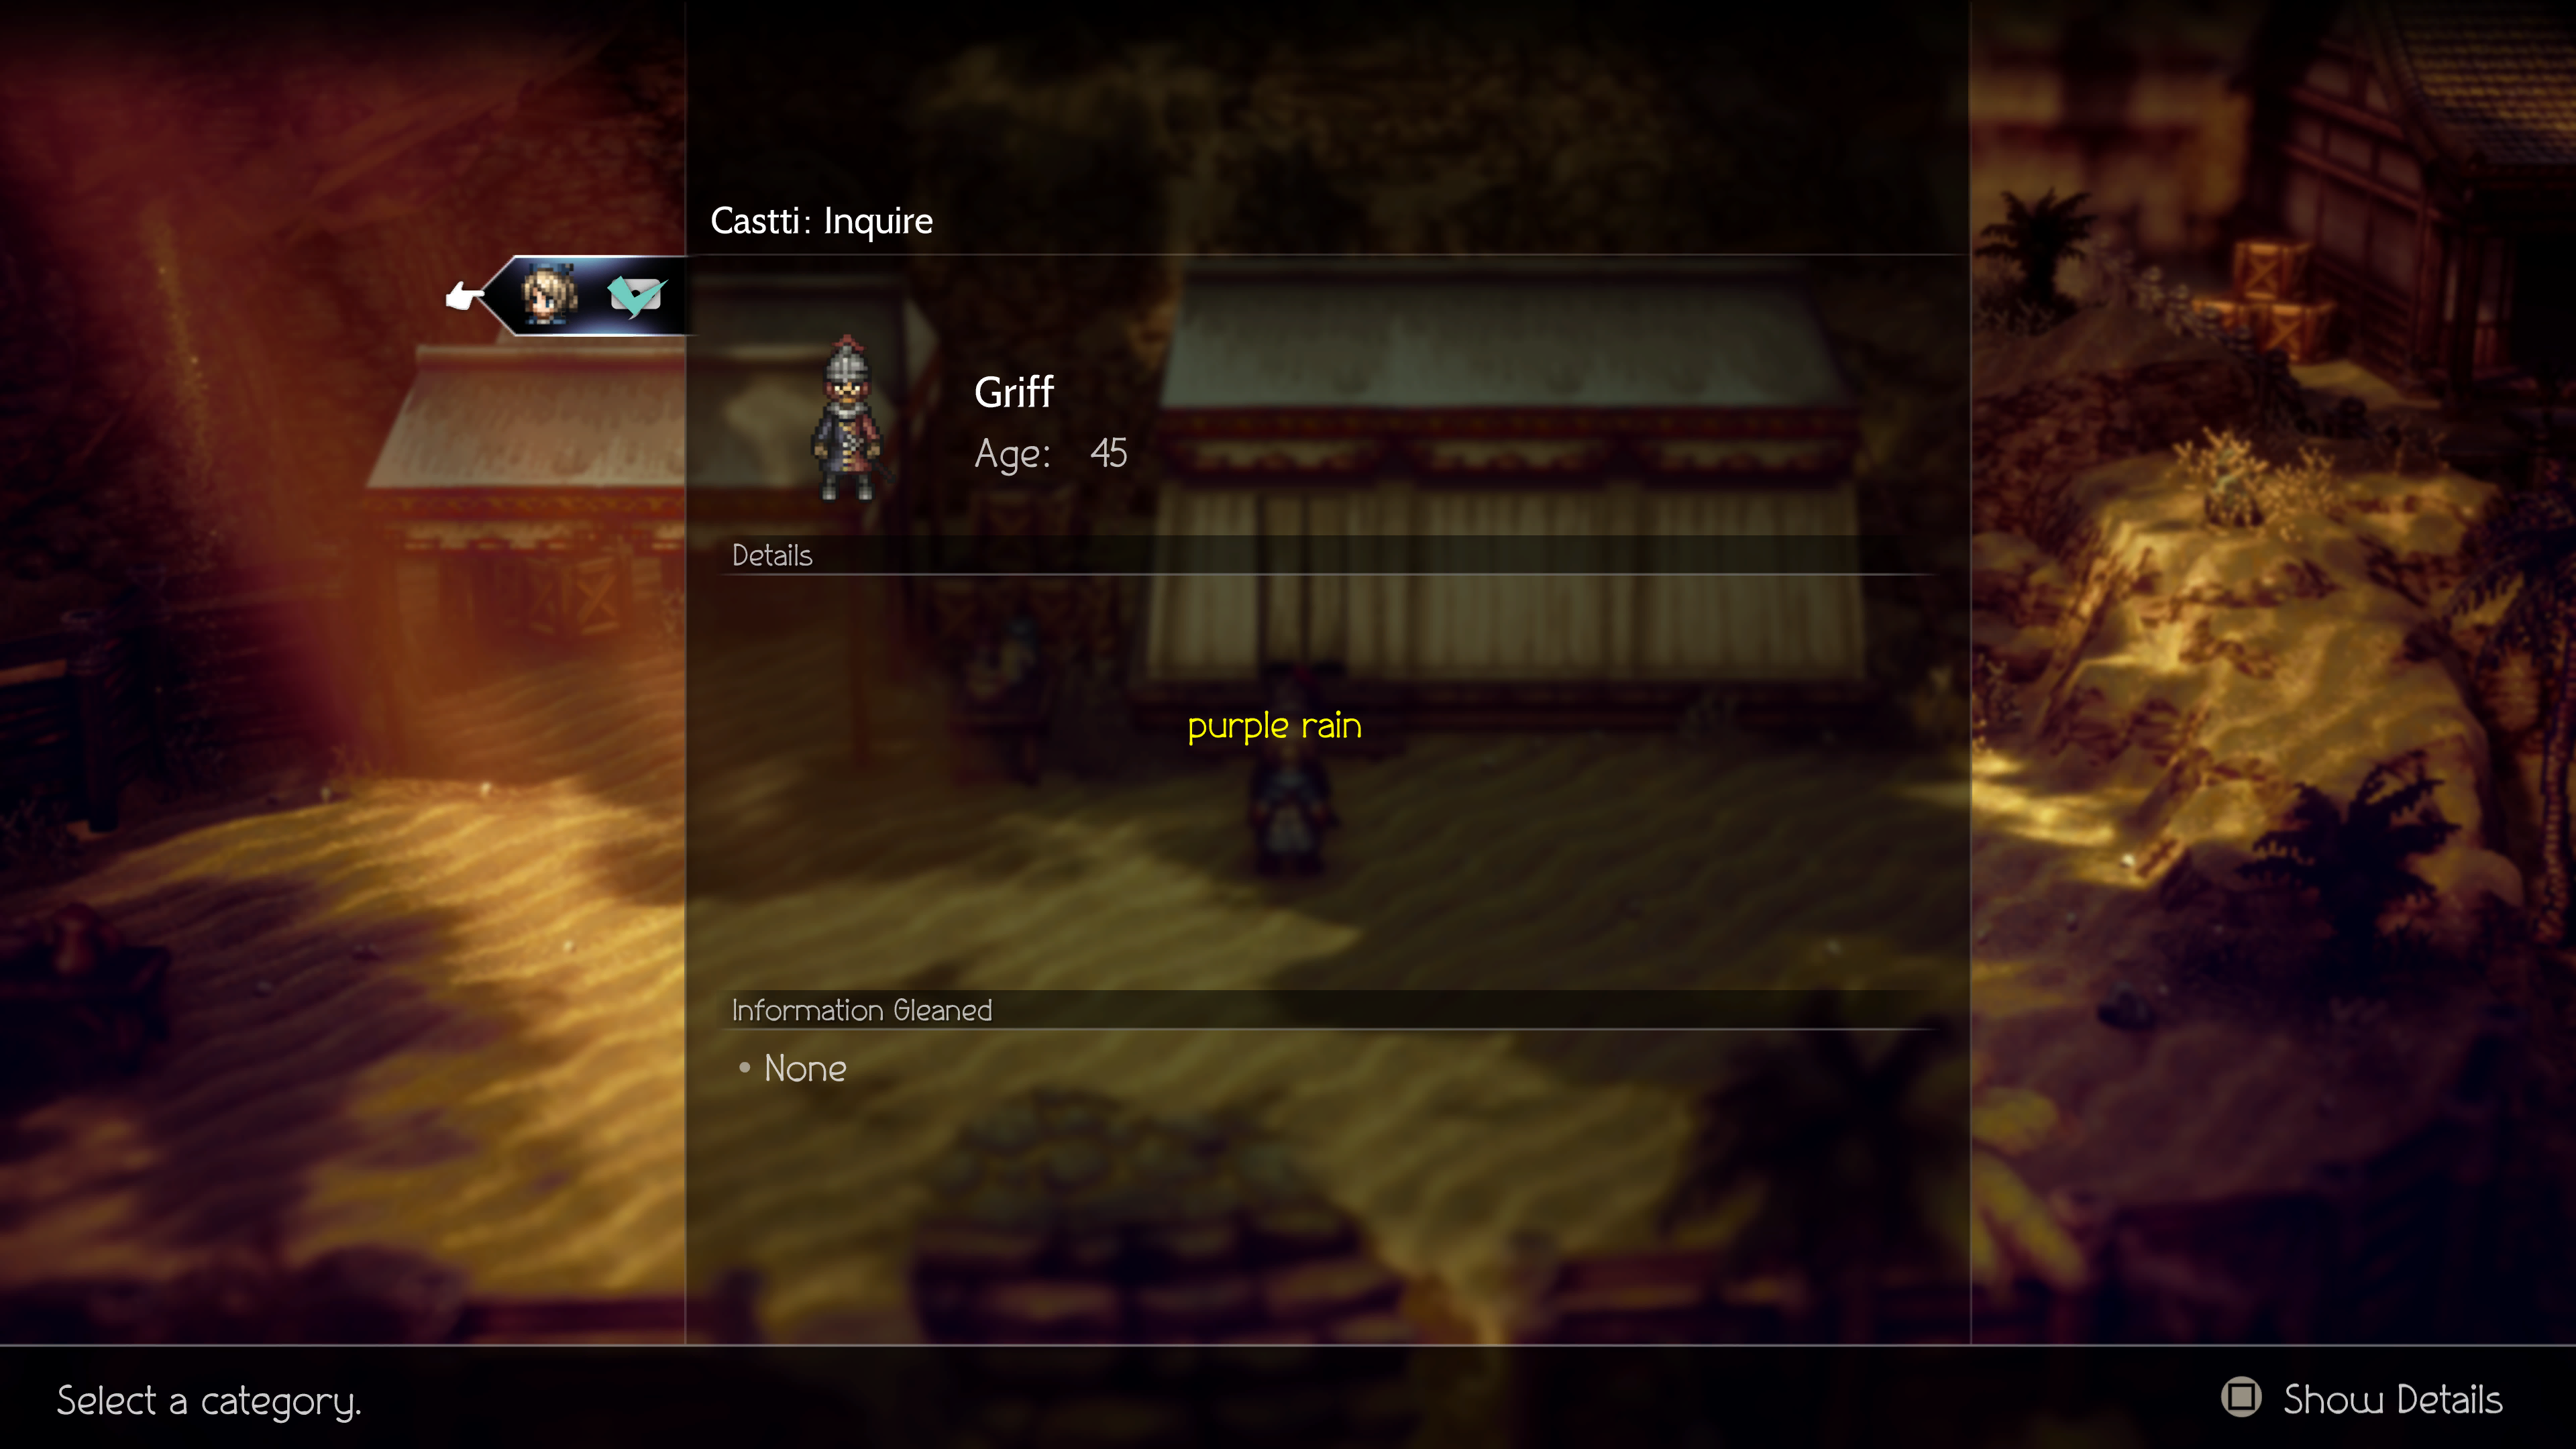 Castti: Inquire
Griff
Age: 45
Details
purple rain
Information Gleaned
• None
Select a category.
Show Details